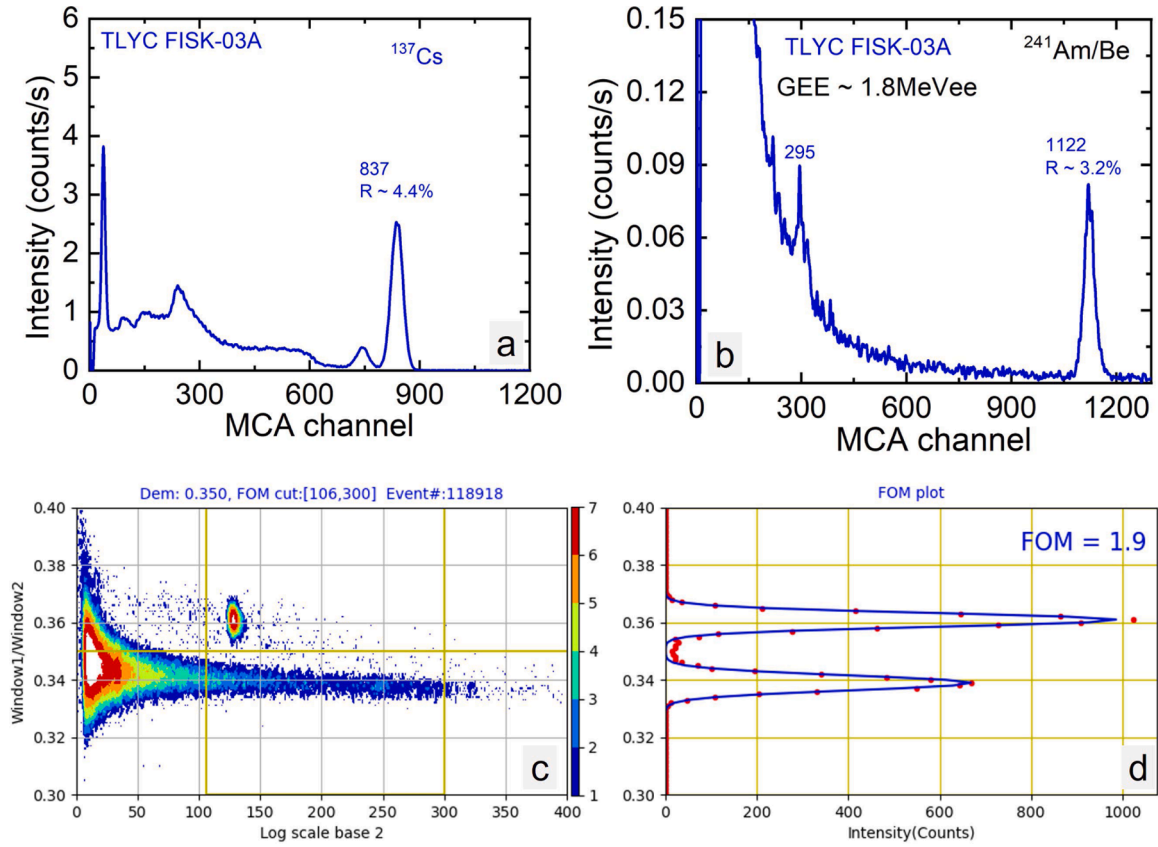 TLYC FISK-03A
¹³⁷Cs
837
R ~ 4.4%
Intensity (counts/s)
6
5
4
3
2
1
0
0 300 600 900 1200
MCA channel
a
TLYC FISK-03A
²⁴¹Am/Be
GEE ~ 1.8MeVee
295
1122
R ~ 3.2%
Intensity (counts/s)
0.15
0.12
0.09
0.06
0.03
0.00
0 300 600 900 1200
MCA channel
b
Dem: 0.350, FOM cut:[106,300] Event#:118918
Window1/Window2
0.40
0.38
0.36
0.34
0.32
0.30
0 50 100 150 200 250 300 350 400
Log scale base 2
7
6
5
4
3
2
1
c
FOM plot
FOM = 1.9
0.40
0.38
0.36
0.34
0.32
0.30
0 200 400 600 800 1000
Intensity(Counts)
d